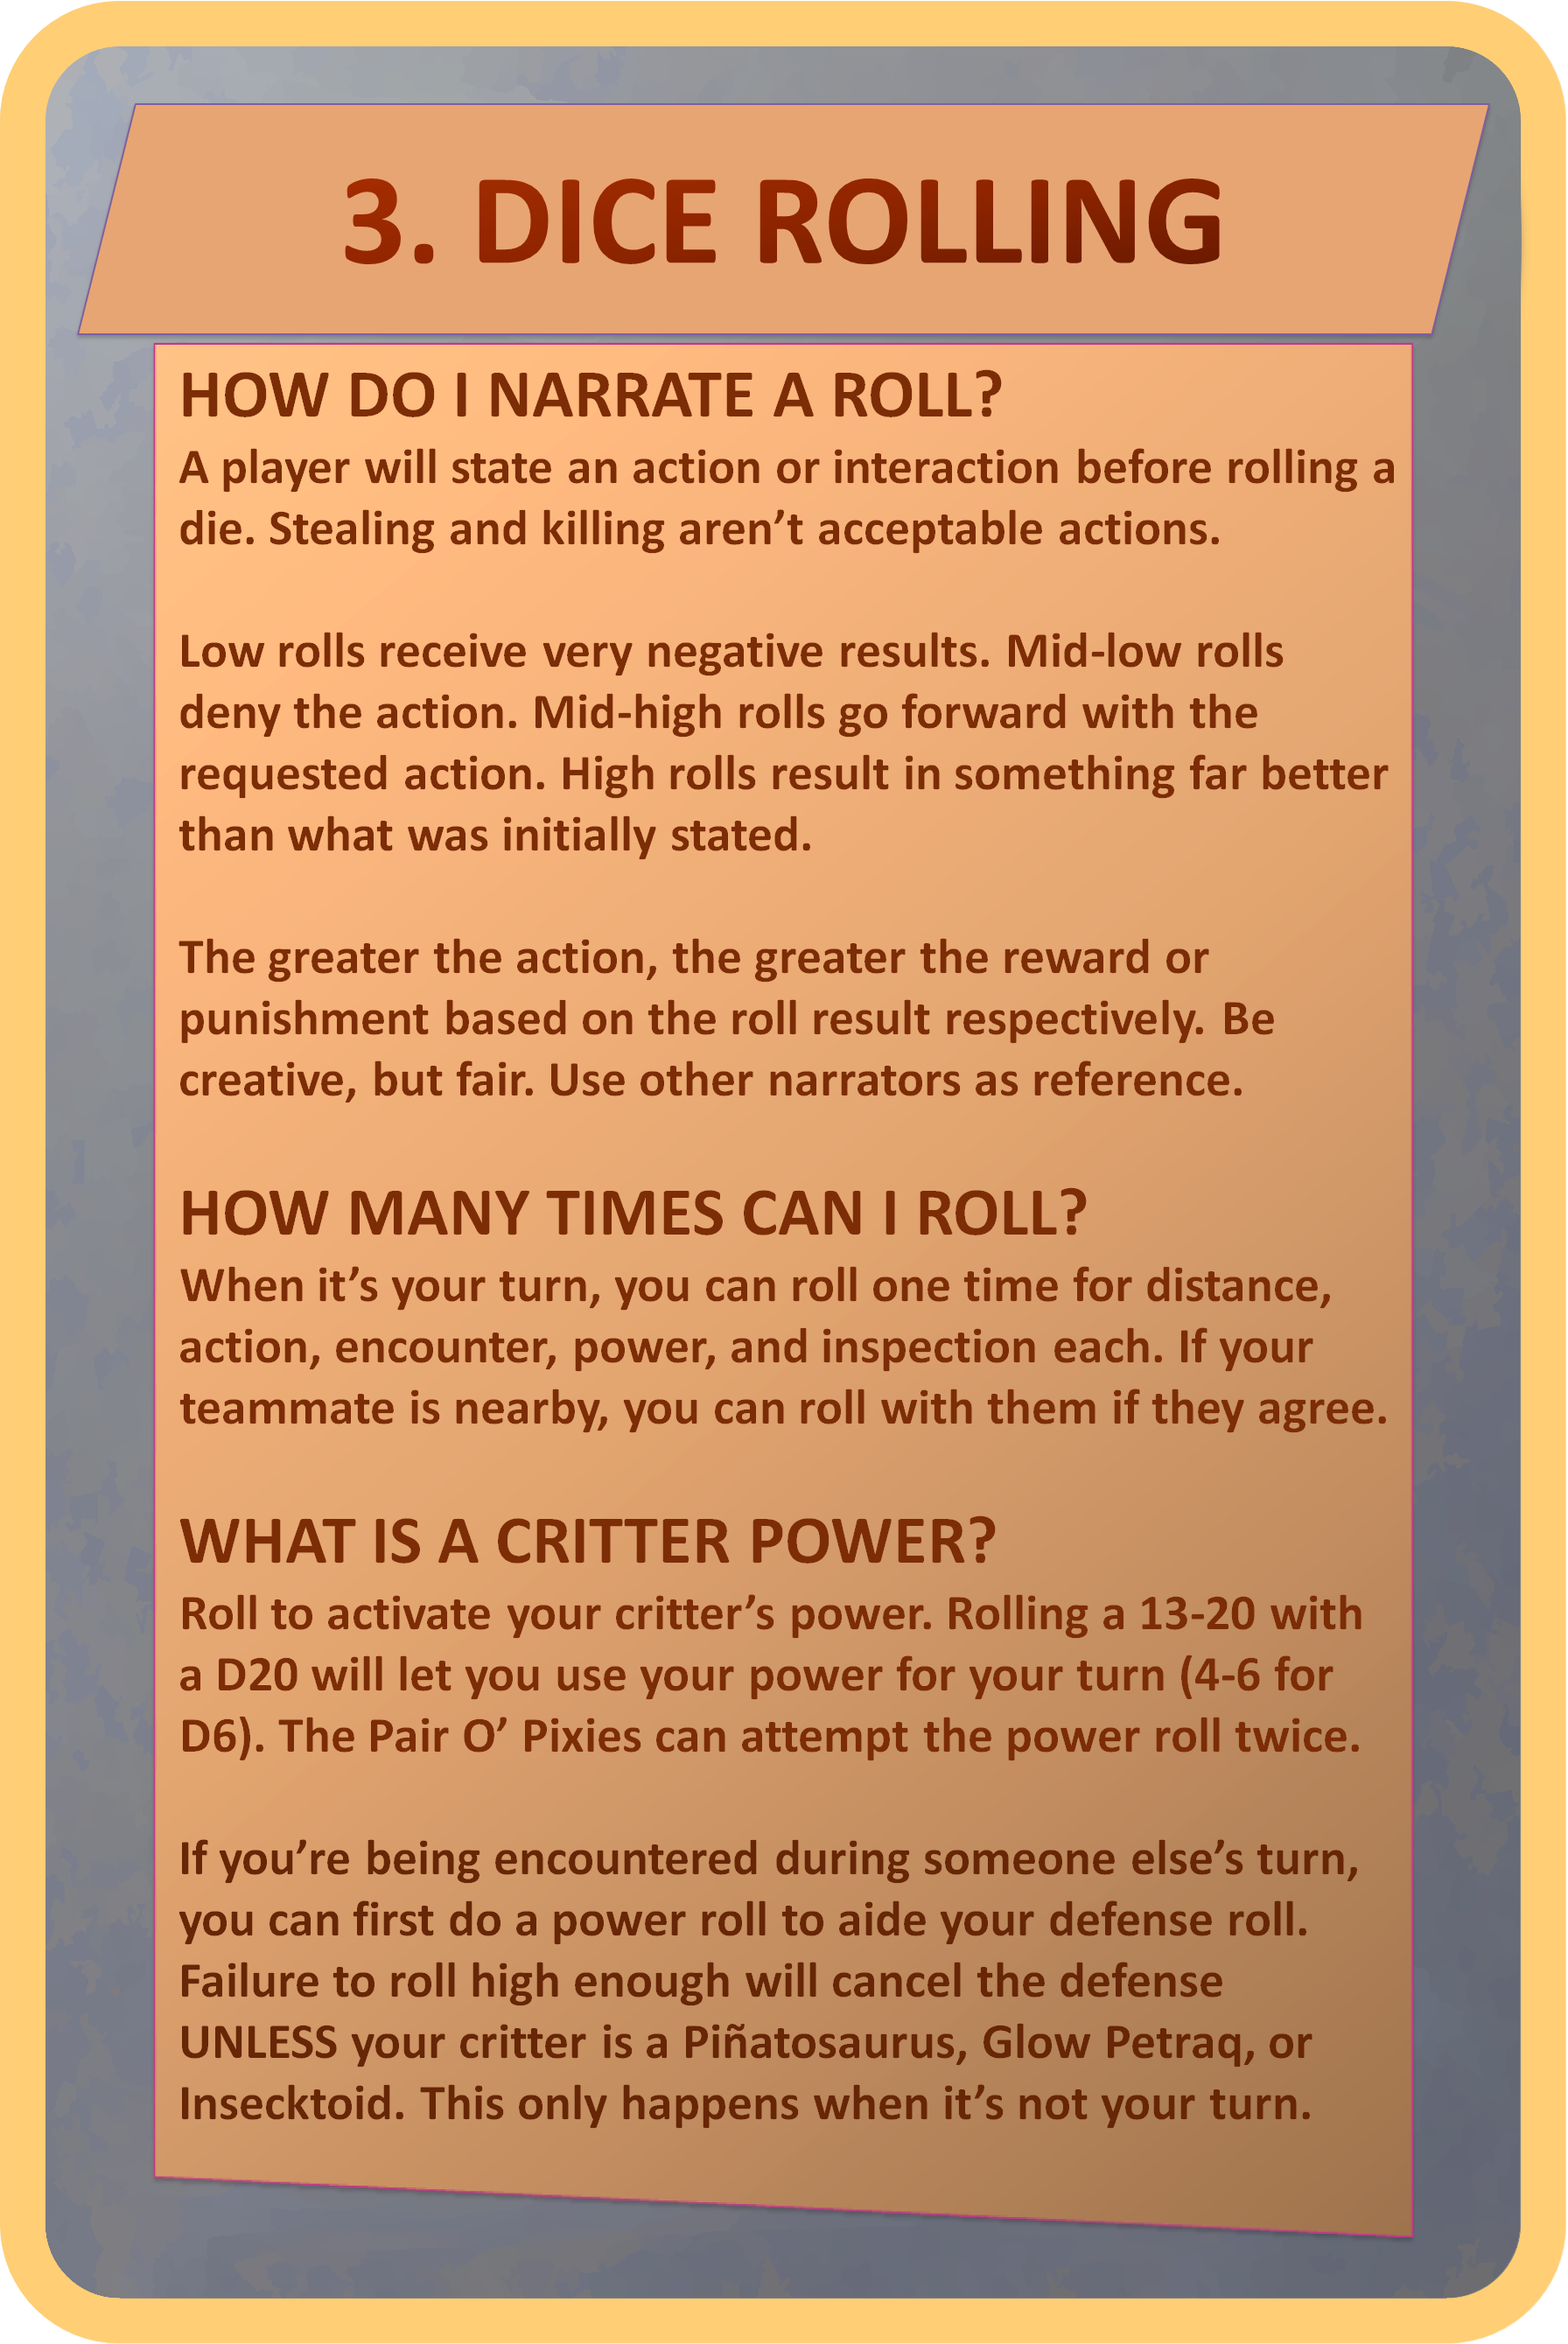 3. DICE ROLLING
HOW DO I NARRATE A ROLL?
A player will state an action or interaction before rolling a
die. Stealing and killing aren’t acceptable actions.
Low rolls receive very negative results. Mid-low rolls
deny the action. Mid-high rolls go forward with the
requested action. High rolls result in something far better
than what was initially stated.
The greater the action, the greater the reward or
punishment based on the roll result respectively. Be
creative, but fair. Use other narrators as reference.
HOW MANY TIMES CAN I ROLL?
When it’s your turn, you can roll one time for distance,
action, encounter, power, and inspection each. If your
teammate is nearby, you can roll with them if they agree.
WHAT IS A CRITTER POWER?
Roll to activate your critter’s power. Rolling a 13-20 with
a D20 will let you use your power for your turn (4-6 for
D6). The Pair O’ Pixies can attempt the power roll twice.
If you’re being encountered during someone else’s turn,
you can first do a power roll to aide your defense roll.
Failure to roll high enough will cancel the defense
UNLESS your critter is a Piñatosaurus, Glow Petraq, or
Insecktoid. This only happens when it’s not your turn.